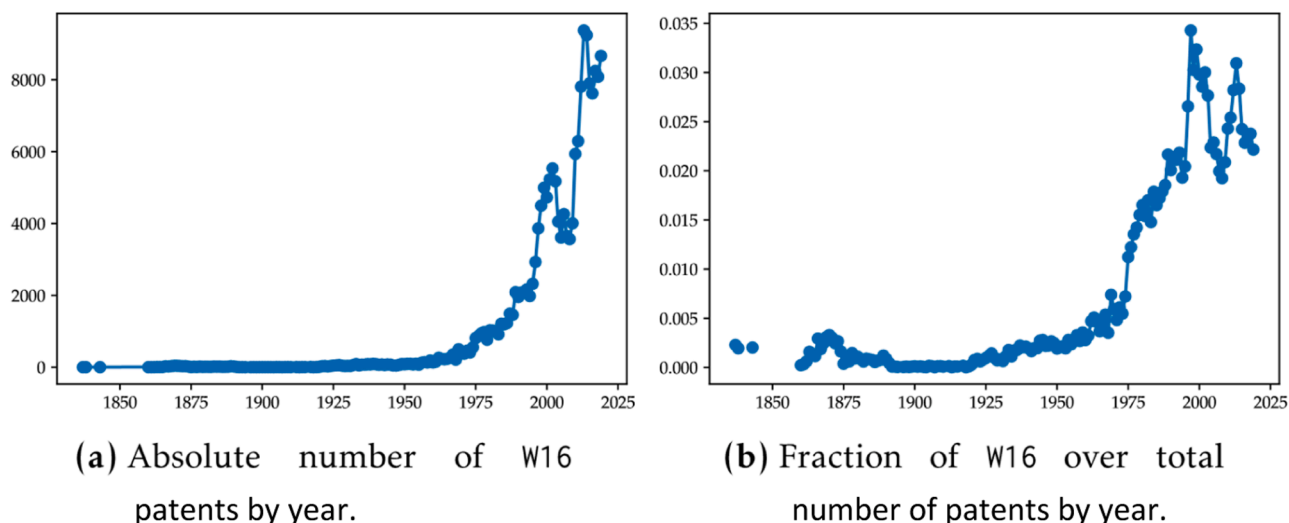 8000
6000
4000
2000
0
1850 1875 1900 1925 1950 1975 2000 2025
(a) Absolute number of W16
patents by year.
0.035
0.030
0.025
0.020
0.015
0.010
0.005
0.000
1850 1875 1900 1925 1950 1975 2000 2025
(b) Fraction of W16 over total
number of patents by year.